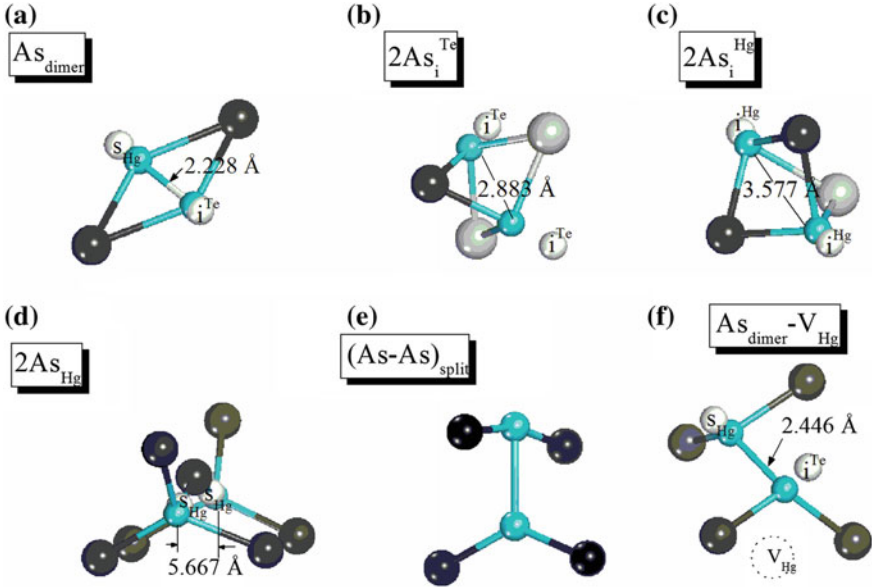 (a)
As_dimer
S_Hg
2.228 Å
i^Te
(b)
2As_i^Te
i^Te
2.883 Å
i^Te
(c)
2As_i^Hg
i^Hg
3.577 Å
i^Hg
(d)
2As_Hg
S_Hg
S_Hg
5.667 Å
(e)
(As-As)_split
(f)
As_dimer-V_Hg
S_Hg
2.446 Å
i^Te
V_Hg